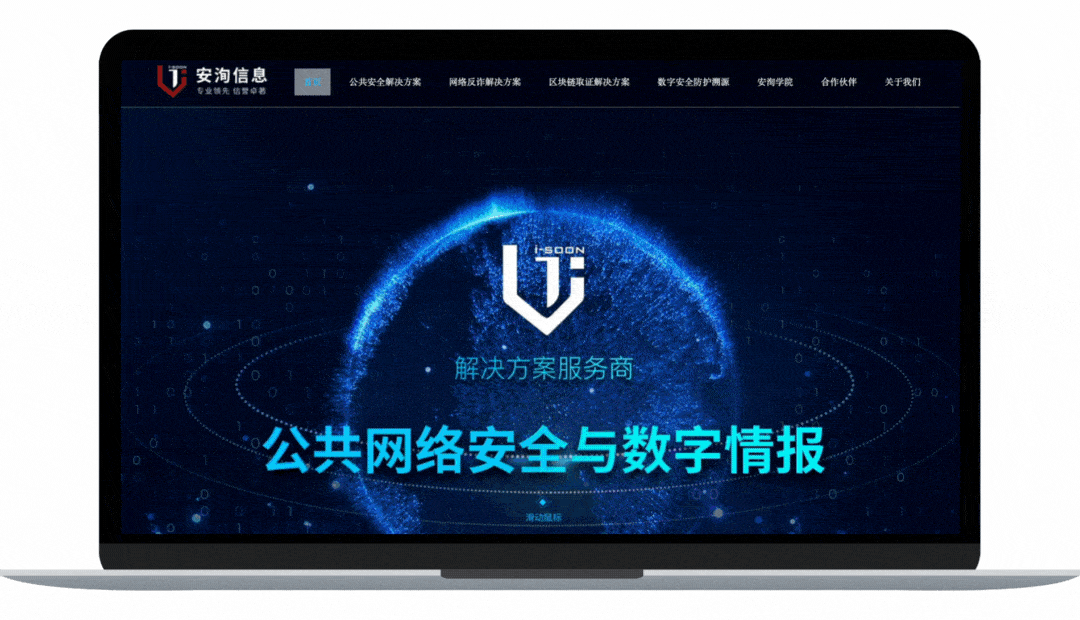 i-SOON
安洵信息
专业领先 信誉卓著
首页 公共安全解决方案 网络反诈解决方案 区块链取证解决方案 数字安全防护溯源 安洵学院 合作伙伴 关于我们
i-SOON
解决方案服务商
公共网络安全与数字情报
滑动鼠标